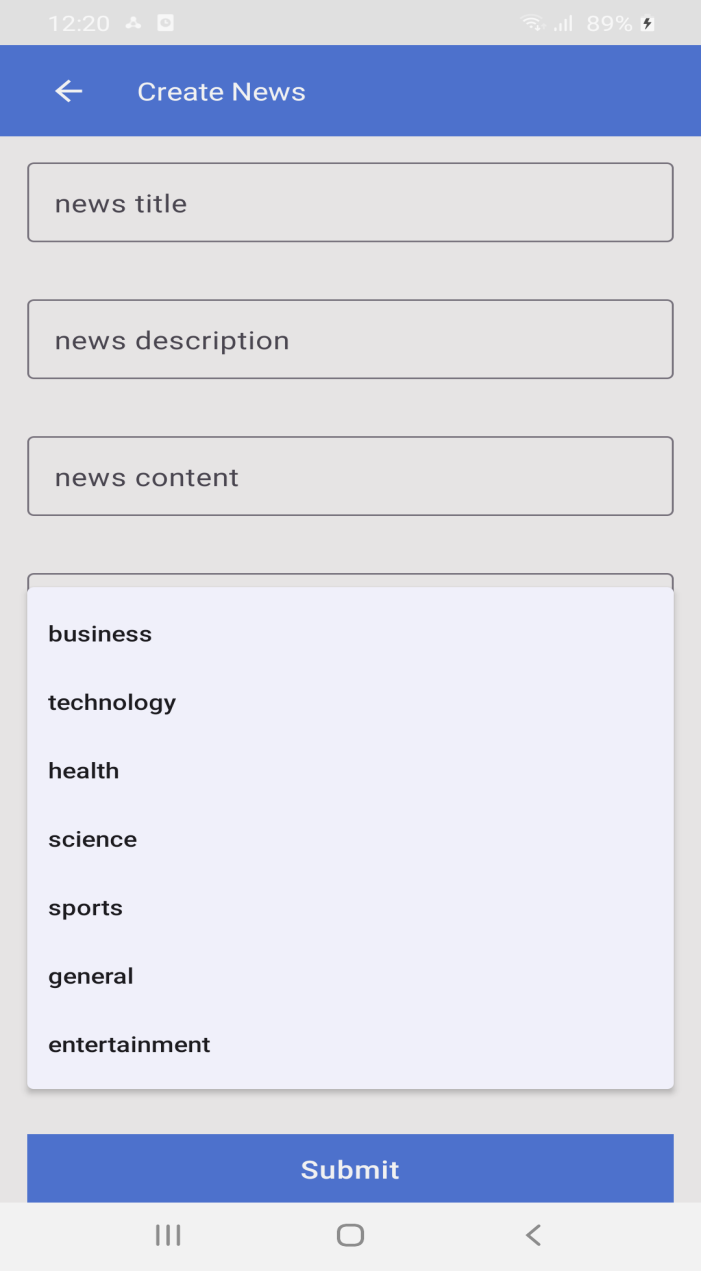 12:20 89%
Create News
news title
news description
news content
business
technology
health
science
sports
general
entertainment
Submit